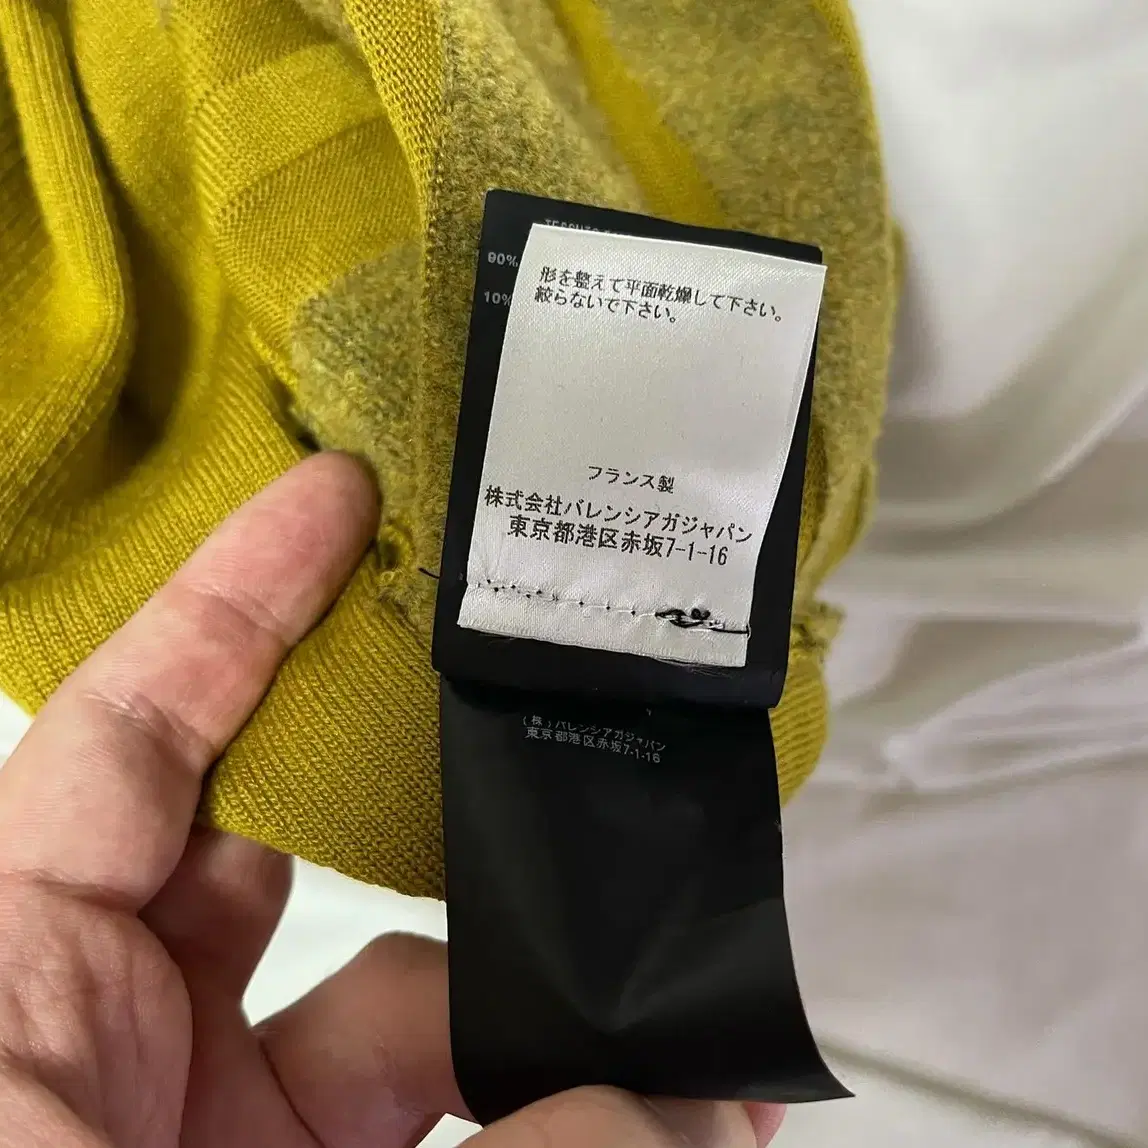 90%
10%
形を整えて平面乾燥して下さい。
絞らないで下さい。
フランス製
株式会社バレンシアガジャパン
東京都港区赤坂7-1-16
(株)バレンシアガジャパン
東京都港区赤坂7-1-16